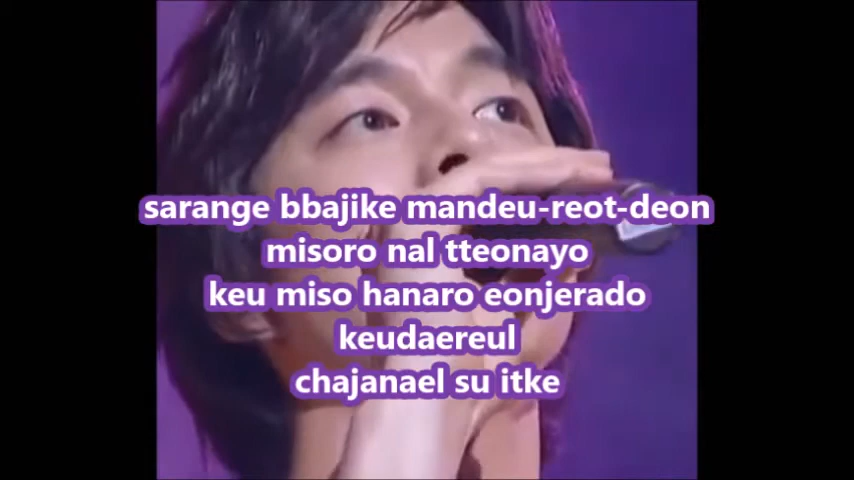 sarange bbajike mandeu-reot-deon
misoro nal tteonayo
keu miso hanaro eonjerado
keudaereul
chajanael su itke